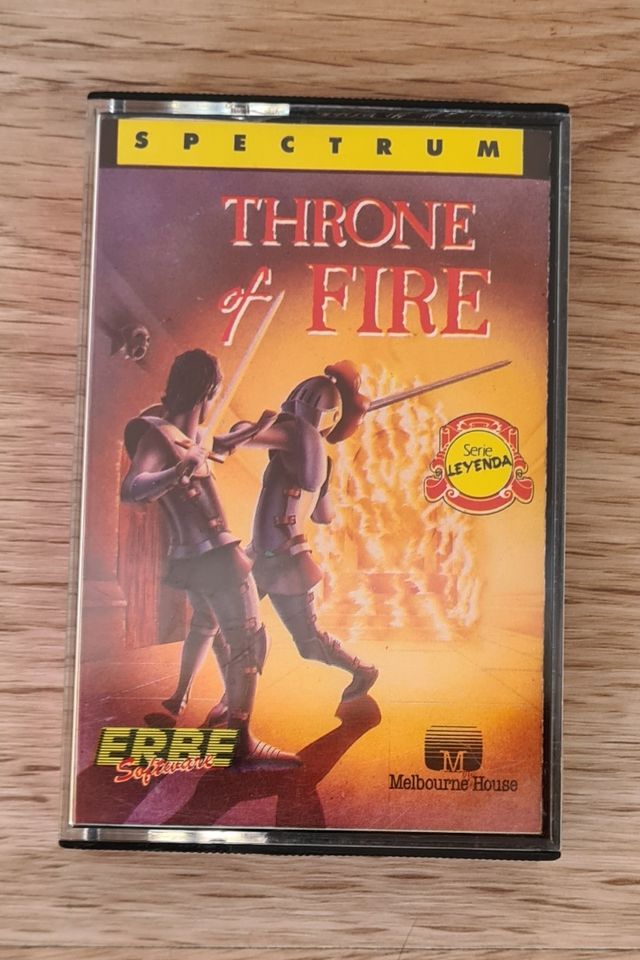 SPECTRUM
THRONE
of FIRE
Serie
LEYENDA
ERBE
Software
M
Melbourne House